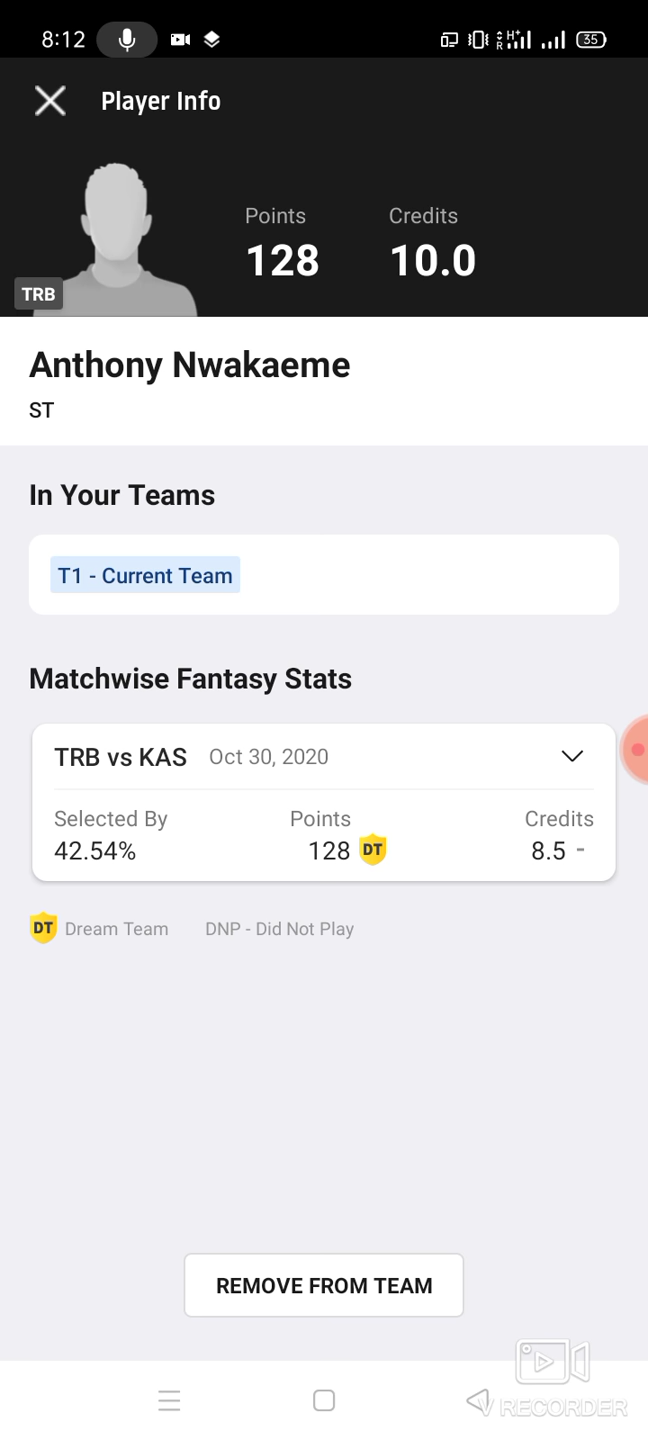 8:12
H+
R
35
Player Info
Points
Credits
128
10.0
TRB
Anthony Nwakaeme
ST
In Your Teams
T1 - Current Team
Matchwise Fantasy Stats
TRB vs KAS Oct 30, 2020
Selected By Points Credits
42.54% 128 DT 8.5 -
DT Dream Team DNP - Did Not Play
REMOVE FROM TEAM
V RECORDER